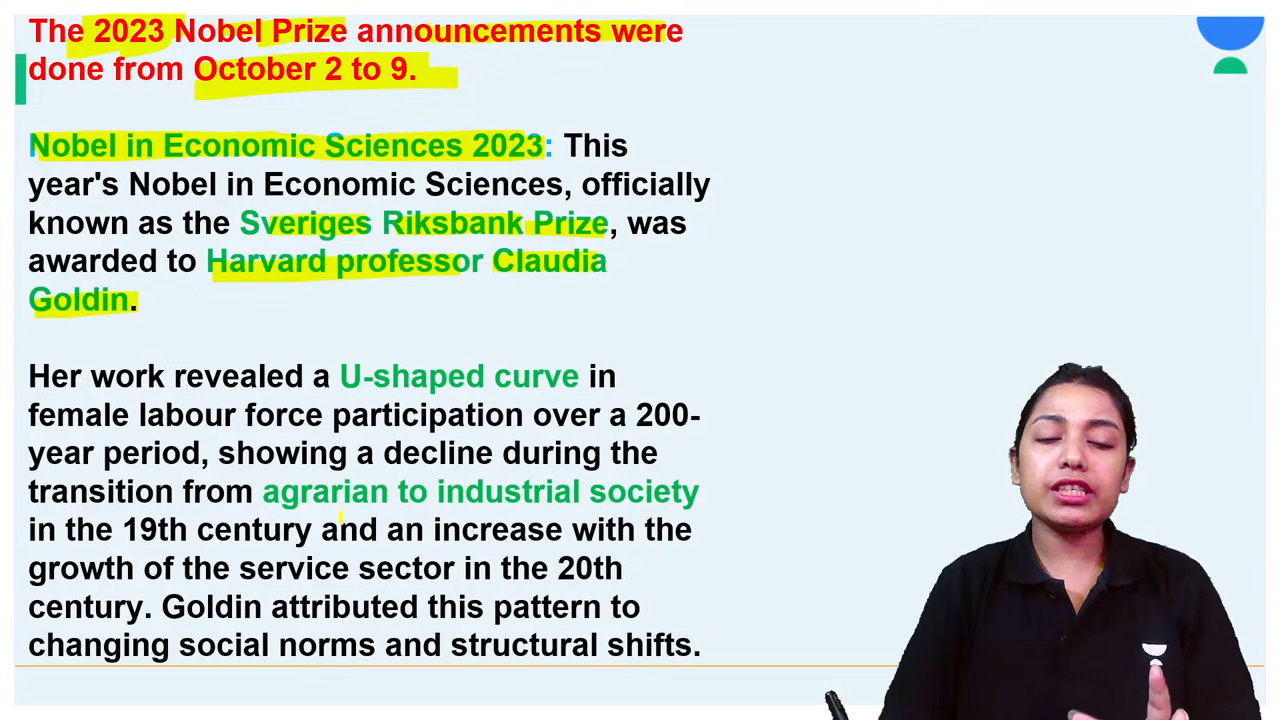 The 2023 Nobel Prize announcements were
done from October 2 to 9.
Nobel in Economic Sciences 2023: This
year's Nobel in Economic Sciences, officially
known as the Sveriges Riksbank Prize, was
awarded to Harvard professor Claudia
Goldin.
Her work revealed a U-shaped curve in
female labour force participation over a 200-
year period, showing a decline during the
transition from agrarian to industrial society
in the 19th century and an increase with the
growth of the service sector in the 20th
century. Goldin attributed this pattern to
changing social norms and structural shifts.